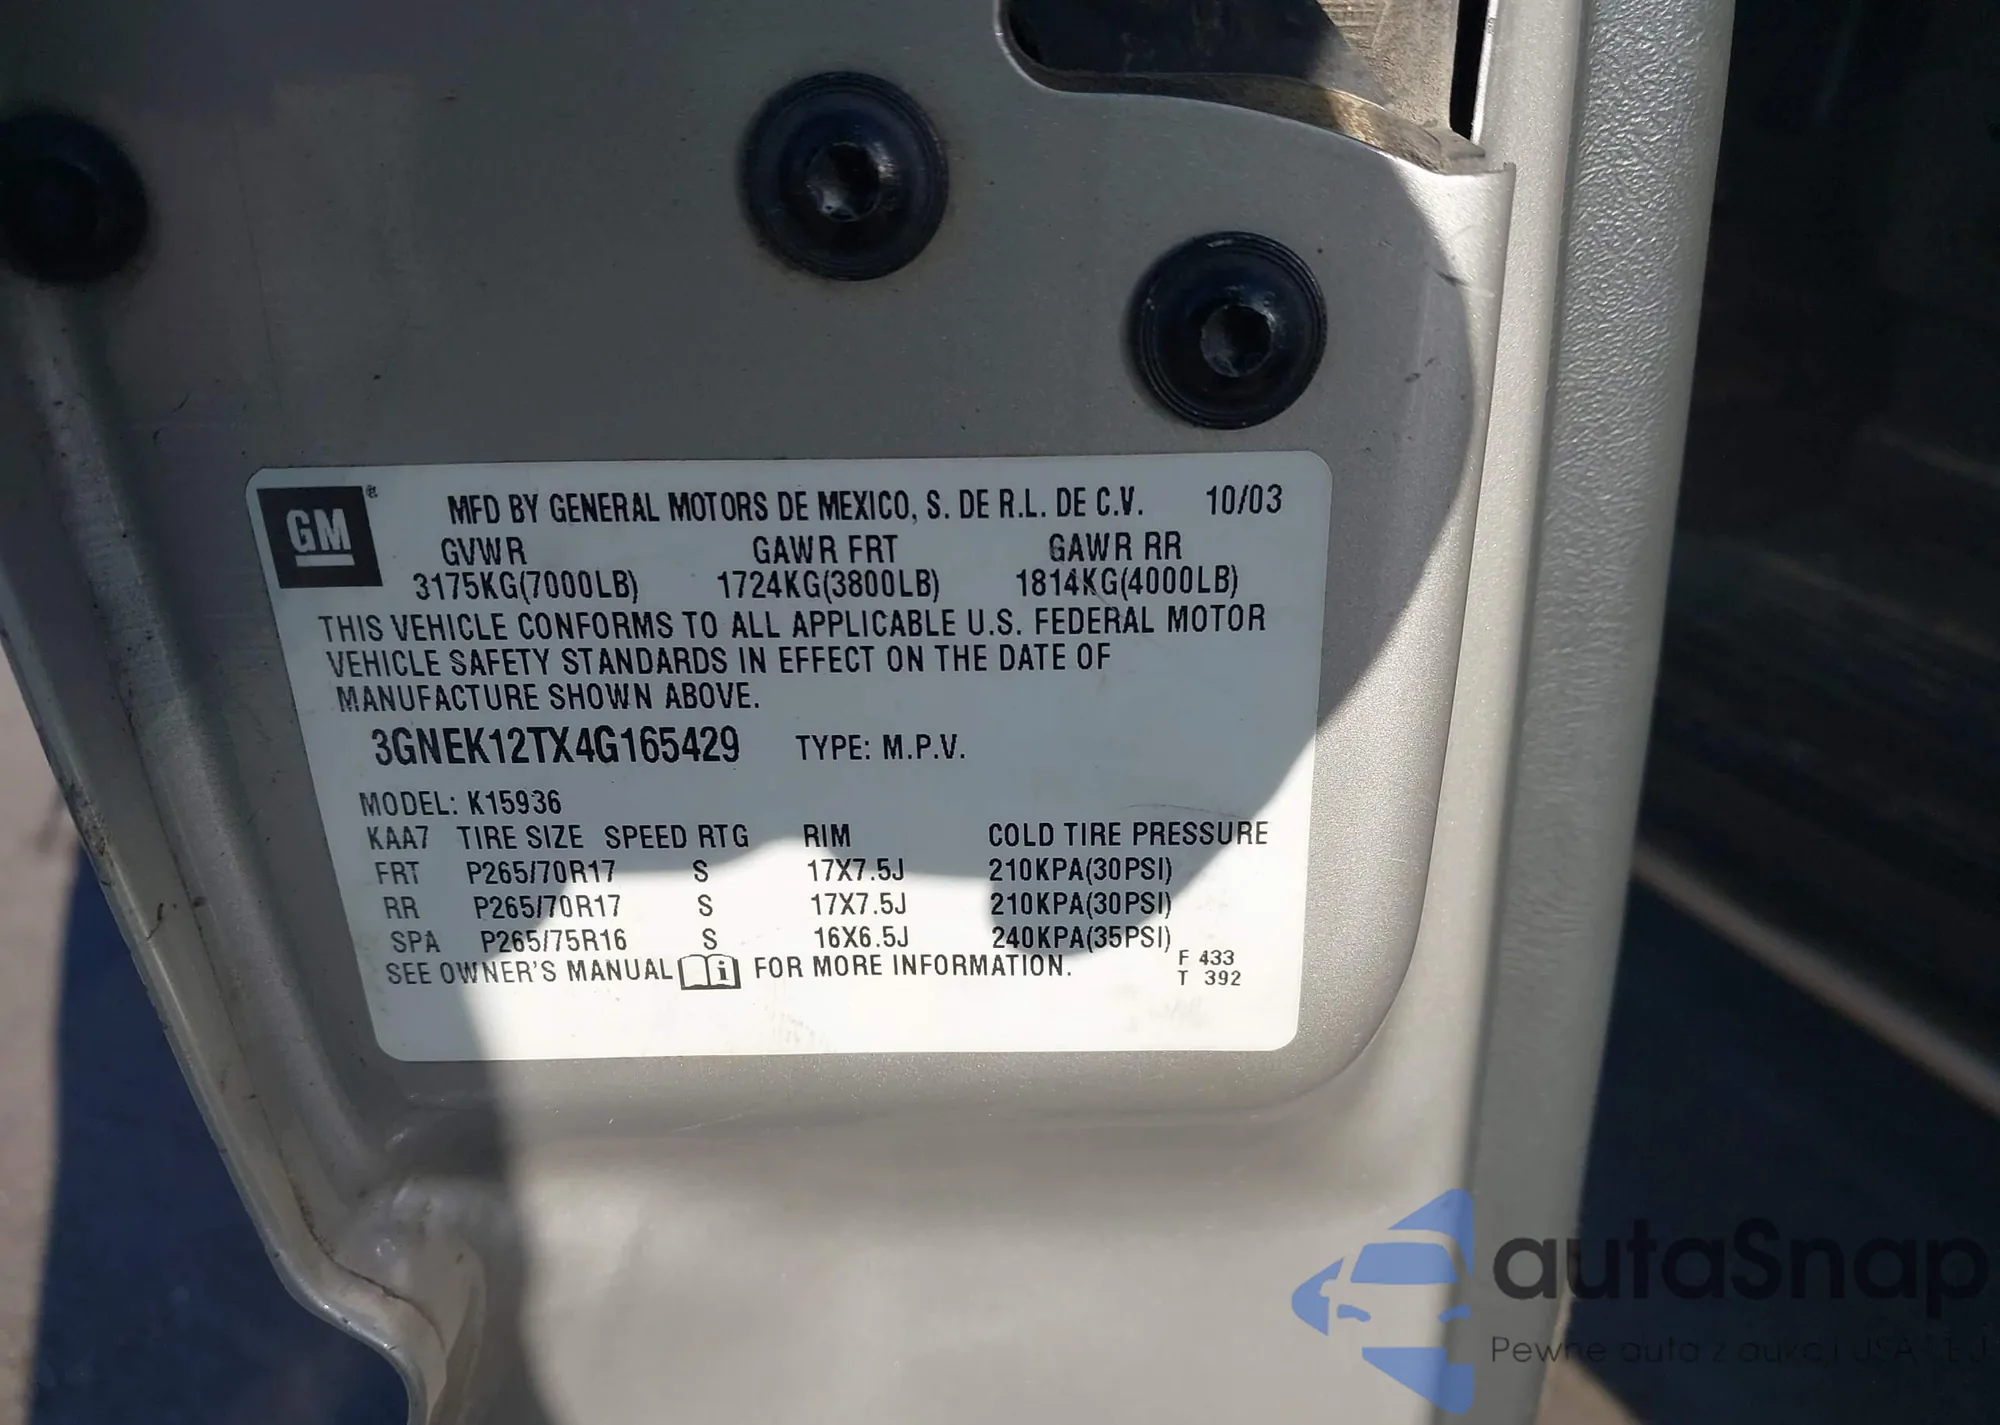 GM ® MFD BY GENERAL MOTORS DE MEXICO, S. DE R.L. DE C.V. 10/03
GVWR GAWR FRT GAWR RR
3175KG(7000LB) 1724KG(3800LB) 1814KG(4000LB)
THIS VEHICLE CONFORMS TO ALL APPLICABLE U.S. FEDERAL MOTOR
VEHICLE SAFETY STANDARDS IN EFFECT ON THE DATE OF
MANUFACTURE SHOWN ABOVE.
3GNEK12TX4G165429 TYPE: M.P.V.
MODEL: K15936
KAA7 TIRE SIZE SPEED RTG RIM COLD TIRE PRESSURE
FRT P265/70R17 S 17X7.5J 210KPA(30PSI)
RR P265/70R17 S 17X7.5J 210KPA(30PSI)
SPA P265/75R16 S 16X6.5J 240KPA(35PSI)
SEE OWNER'S MANUAL i FOR MORE INFORMATION.
F 433
T 392
autaSnap
Pewne auta z aukcji USA